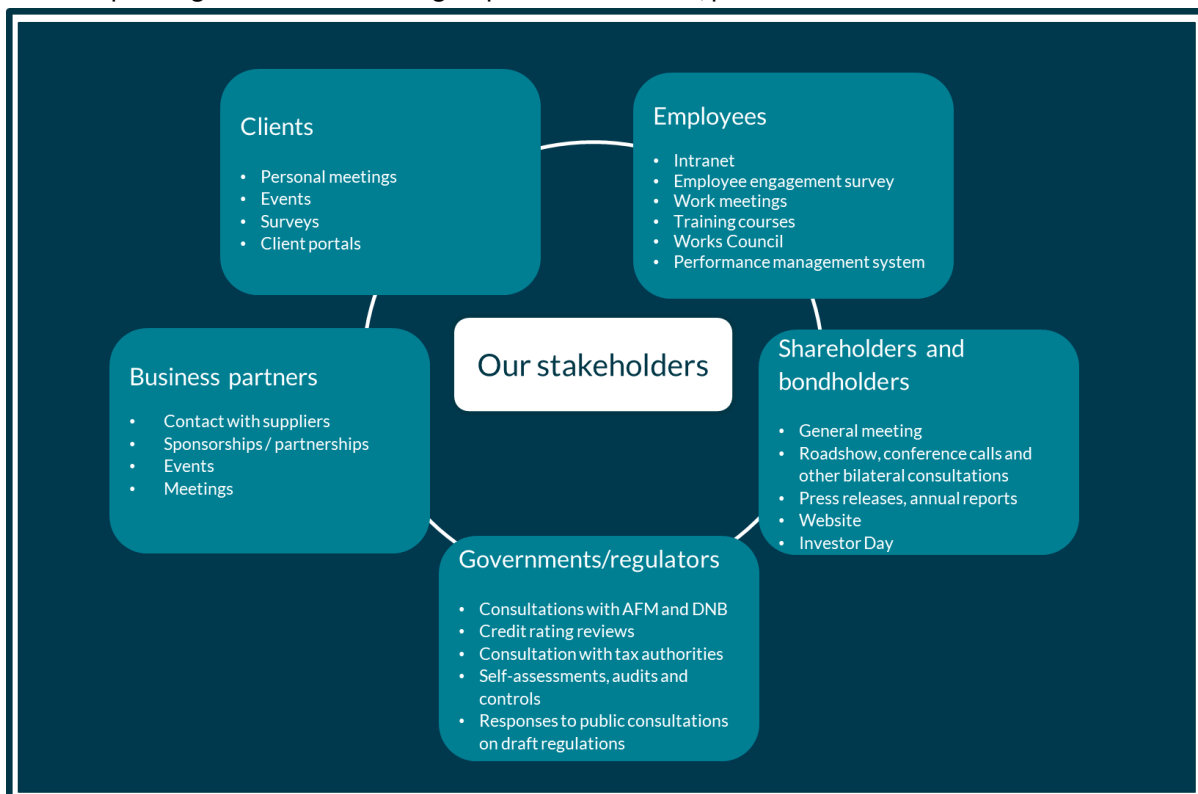 Clients
• Personal meetings
• Events
• Surveys
• Client portals
Employees
• Intranet
• Employee engagement survey
• Work meetings
• Training courses
• Works Council
• Performance management system
Our stakeholders
Business partners
• Contact with suppliers
• Sponsorships / partnerships
• Events
• Meetings
Shareholders and
bondholders
• General meeting
• Roadshow, conference calls and
other bilateral consultations
• Press releases, annual reports
• Website
• Investor Day
Governments/regulators
• Consultations with AFM and DNB
• Credit rating reviews
• Consultation with tax authorities
• Self-assessments, audits and
controls
• Responses to public consultations
on draft regulations